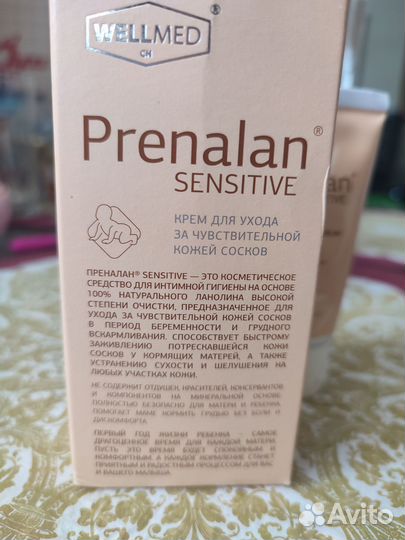 WELLMED®
CH
Prenalan®
SENSITIVE
КРЕМ ДЛЯ УХОДА
ЗА ЧУВСТВИТЕЛЬНОЙ
КОЖЕЙ СОСКОВ
ПРЕНАЛАН® SENSITIVE — ЭТО КОСМЕТИЧЕСКОЕ
СРЕДСТВО ДЛЯ ИНТИМНОЙ ГИГИЕНЫ НА ОСНОВЕ
100% НАТУРАЛЬНОГО ЛАНОЛИНА ВЫСОКОЙ
СТЕПЕНИ ОЧИСТКИ, ПРЕДНАЗНАЧЕННОЕ ДЛЯ
УХОДА ЗА ЧУВСТВИТЕЛЬНОЙ КОЖЕЙ СОСКОВ
В ПЕРИОД БЕРЕМЕННОСТИ И ГРУДНОГО
ВСКАРМЛИВАНИЯ. СПОСОБСТВУЕТ БЫСТРОМУ
ЗАЖИВЛЕНИЮ ПОТРЕСКАВШЕЙСЯ КОЖИ
СОСКОВ У КОРМЯЩИХ МАТЕРЕЙ, А ТАКЖЕ
УСТРАНЕНИЮ СУХОСТИ И ШЕЛУШЕНИЯ НА
ЛЮБЫХ УЧАСТКАХ КОЖИ.
НЕ СОДЕРЖИТ ОТДУШЕК, КРАСИТЕЛЕЙ, КОНСЕРВАНТОВ
И КОМПОНЕНТОВ НА МИНЕРАЛЬНОЙ ОСНОВЕ.
ПОЛНОСТЬЮ БЕЗОПАСНО ДЛЯ МАТЕРИ И РЕБЕНКА.
ПОМОГАЕТ МАМЕ КОРМИТЬ ГРУДЬЮ БЕЗ БОЛИ И
ДИСКОМФОРТА.
ПЕРВЫЙ ГОД ЖИЗНИ РЕБЕНКА - САМОЕ
ДРАГОЦЕННОЕ ВРЕМЯ ДЛЯ КАЖДОЙ МАТЕРИ.
ПУСТЬ ЭТО ВРЕМЯ БУДЕТ СПОКОЙНЫМ И
КОМФОРТНЫМ, А КАЖДОЕ КОРМЛЕНИЕ СТАНЕТ
ПРИЯТНЫМ И РАДОСТНЫМ ПРОЦЕССОМ ДЛЯ ВАС
И ВАШЕГО МАЛЫША.
lan®
SITIVE
Avito